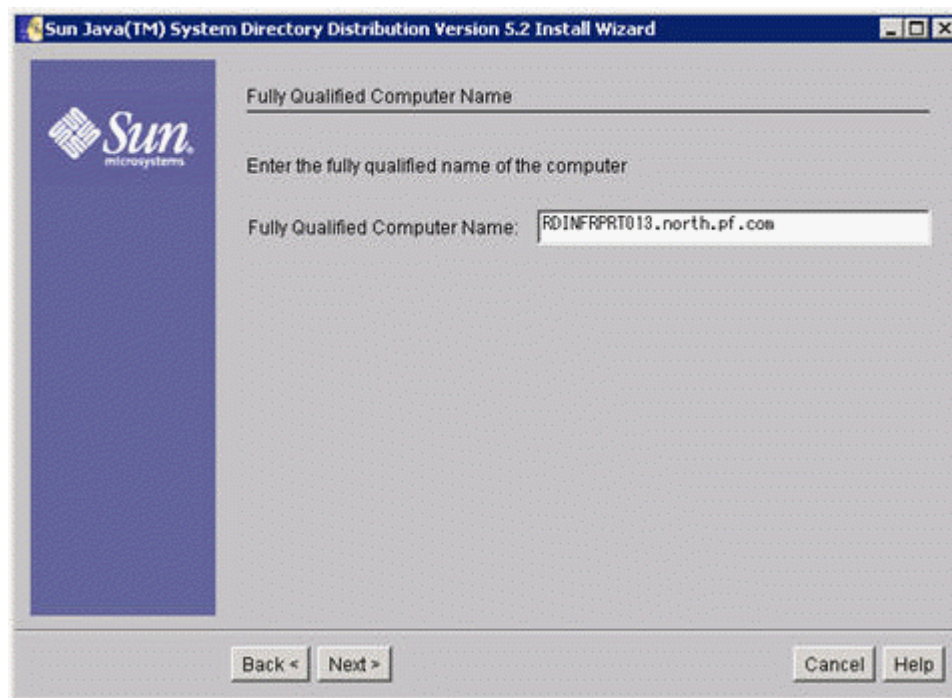 Sun Java(TM) System Directory Distribution Version 5.2 Install Wizard
Sun
microsystems
Fully Qualified Computer Name
Enter the fully qualified name of the computer
Fully Qualified Computer Name: RDINFRPRT013.north.pf.com
Back < Next > Cancel Help